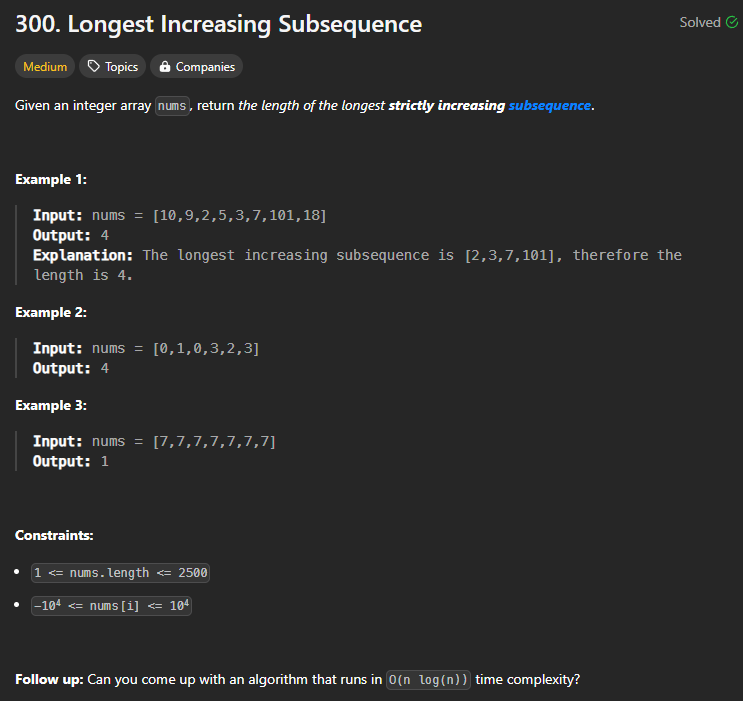 300. Longest Increasing Subsequence
Solved
Medium Topics Companies
Given an integer array nums, return the length of the longest strictly increasing subsequence.
Example 1:
Input: nums = [10,9,2,5,3,7,101,18]
Output: 4
Explanation: The longest increasing subsequence is [2,3,7,101], therefore the
length is 4.
Example 2:
Input: nums = [0,1,0,3,2,3]
Output: 4
Example 3:
Input: nums = [7,7,7,7,7,7,7]
Output: 1
Constraints:
• 1 <= nums.length <= 2500
• -10⁴ <= nums[i] <= 10⁴
Follow up: Can you come up with an algorithm that runs in O(n log(n)) time complexity?